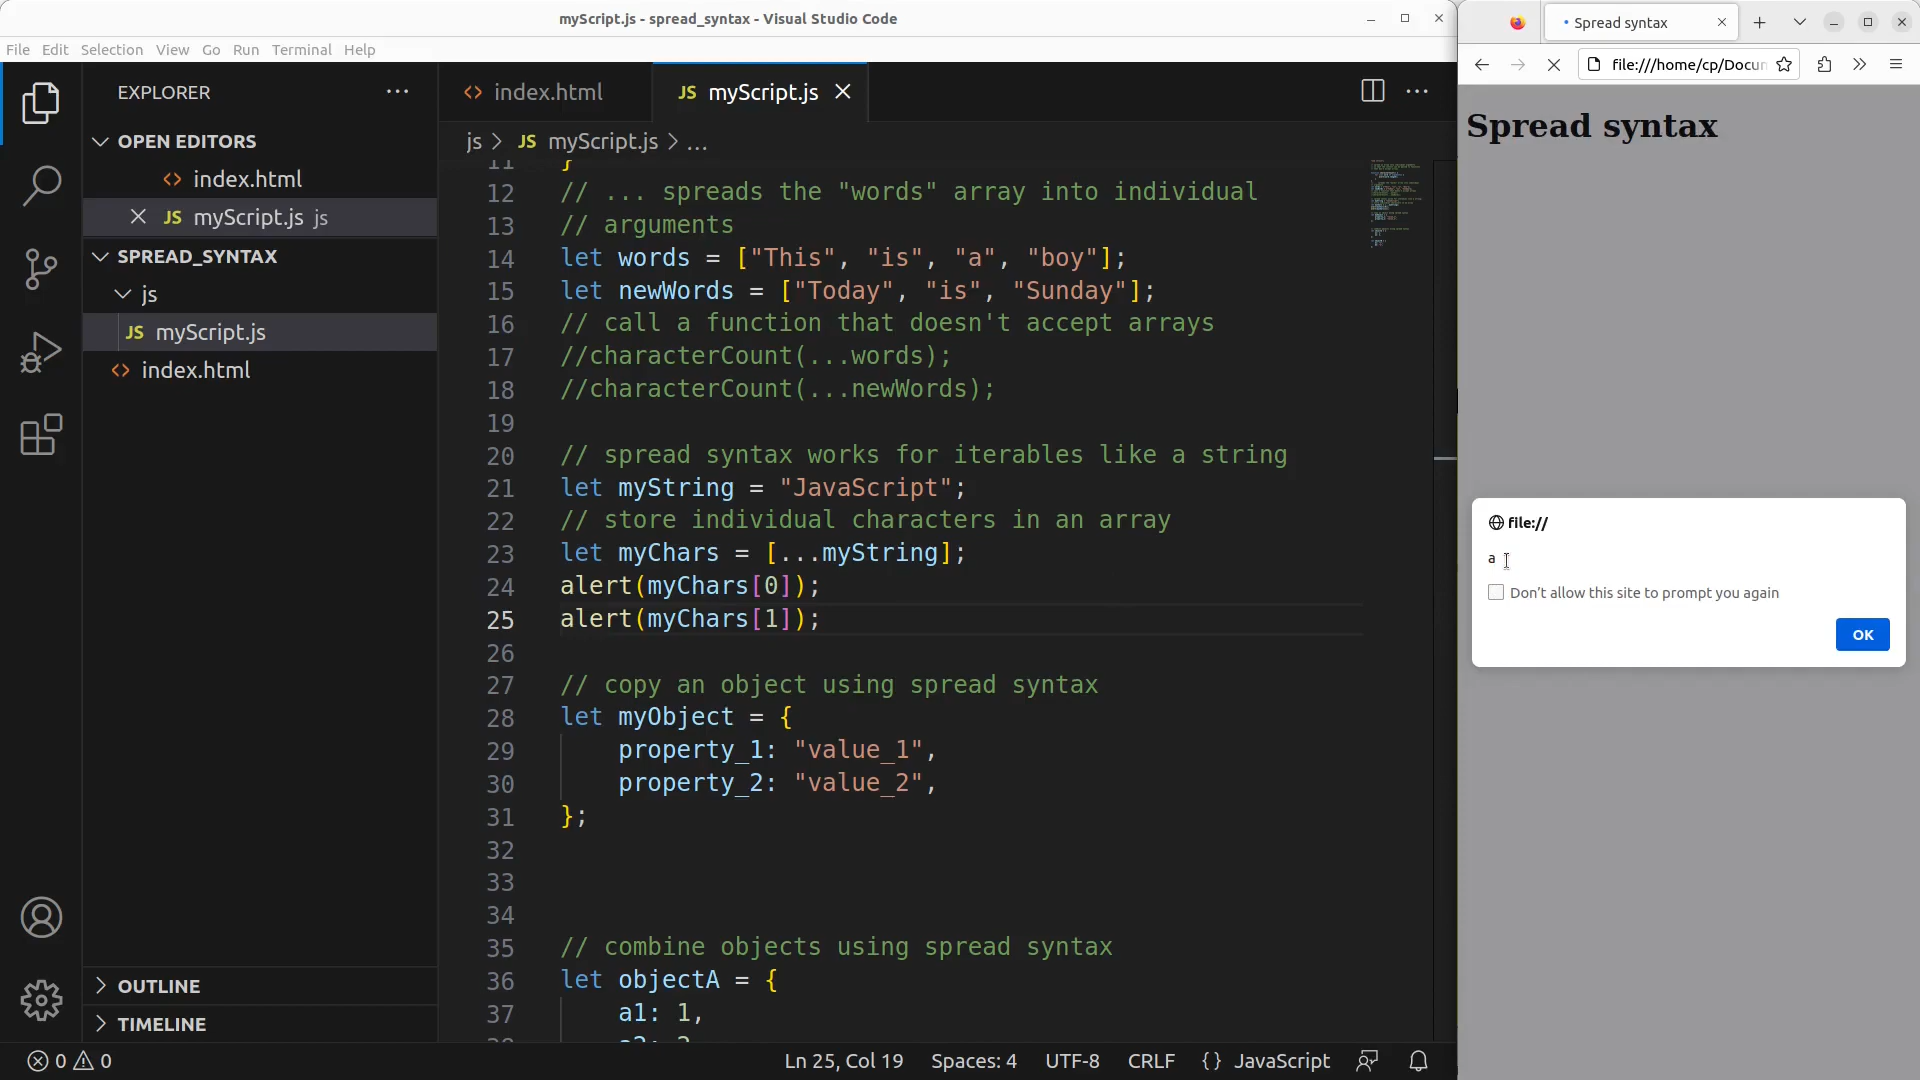 myScript.js - spread_syntax - Visual Studio Code
File Edit Selection View Go Run Terminal Help
EXPLORER
OPEN EDITORS
index.html
JS myScript.js js
SPREAD_SYNTAX
js
JS myScript.js
index.html
OUTLINE
TIMELINE
index.html
JS myScript.js
js > JS myScript.js > ...
11 }
12 // ... spreads the "words" array into individual
13 // arguments
14 let words = ["This", "is", "a", "boy"];
15 let newWords = ["Today", "is", "Sunday"];
16 // call a function that doesn't accept arrays
17 //characterCount(...words);
18 //characterCount(...newWords);
19
20 // spread syntax works for iterables like a string
21 let myString = "JavaScript";
22 // store individual characters in an array
23 let myChars = [...myString];
24 alert(myChars[0]);
25 alert(myChars[1]);
26
27 // copy an object using spread syntax
28 let myObject = {
29 property_1: "value_1",
30 property_2: "value_2",
31 };
32
33
34
35 // combine objects using spread syntax
36 let objectA = {
37 a1: 1,
0 0
Ln 25, Col 19 Spaces: 4 UTF-8 CRLF {} JavaScript
Spread syntax
file:///home/cp/Docu
Spread syntax
file://
a
Don't allow this site to prompt you again
OK